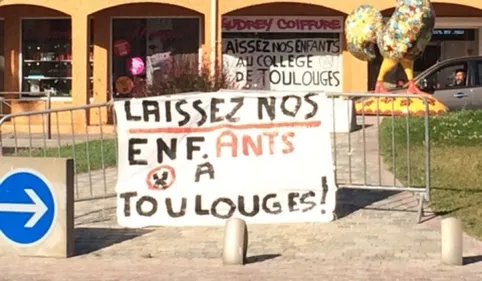 AUDREY COIFFURE
LAISSEZ NOS ENFANTS
AU COLLÈGE
DE TOULOUGES
LAISSEZ NOS
ENFANTS
À
TOULOUGES!